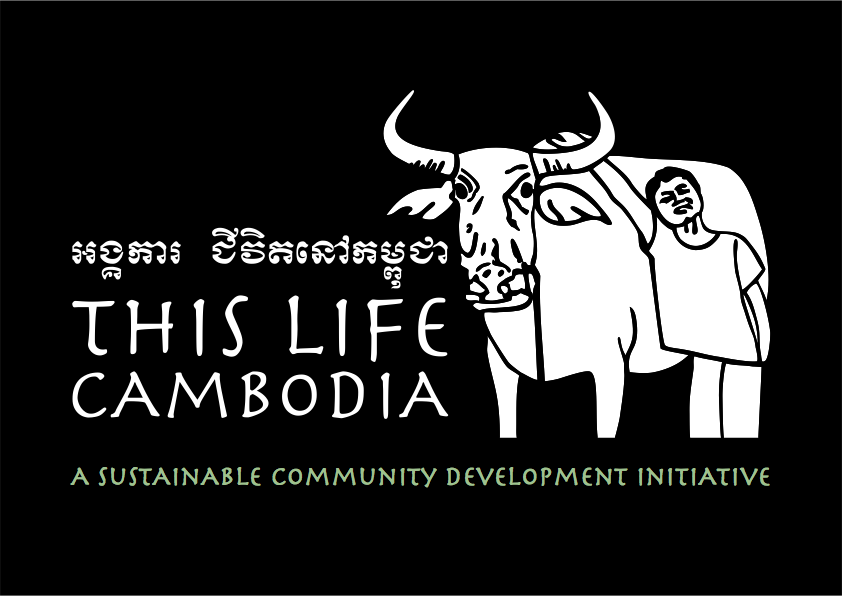 អង្គការ ជីវិតនៅកម្ពុជា
THIS LIFE
CAMBODIA
A SUSTAINABLE COMMUNITY DEVELOPMENT INITIATIVE